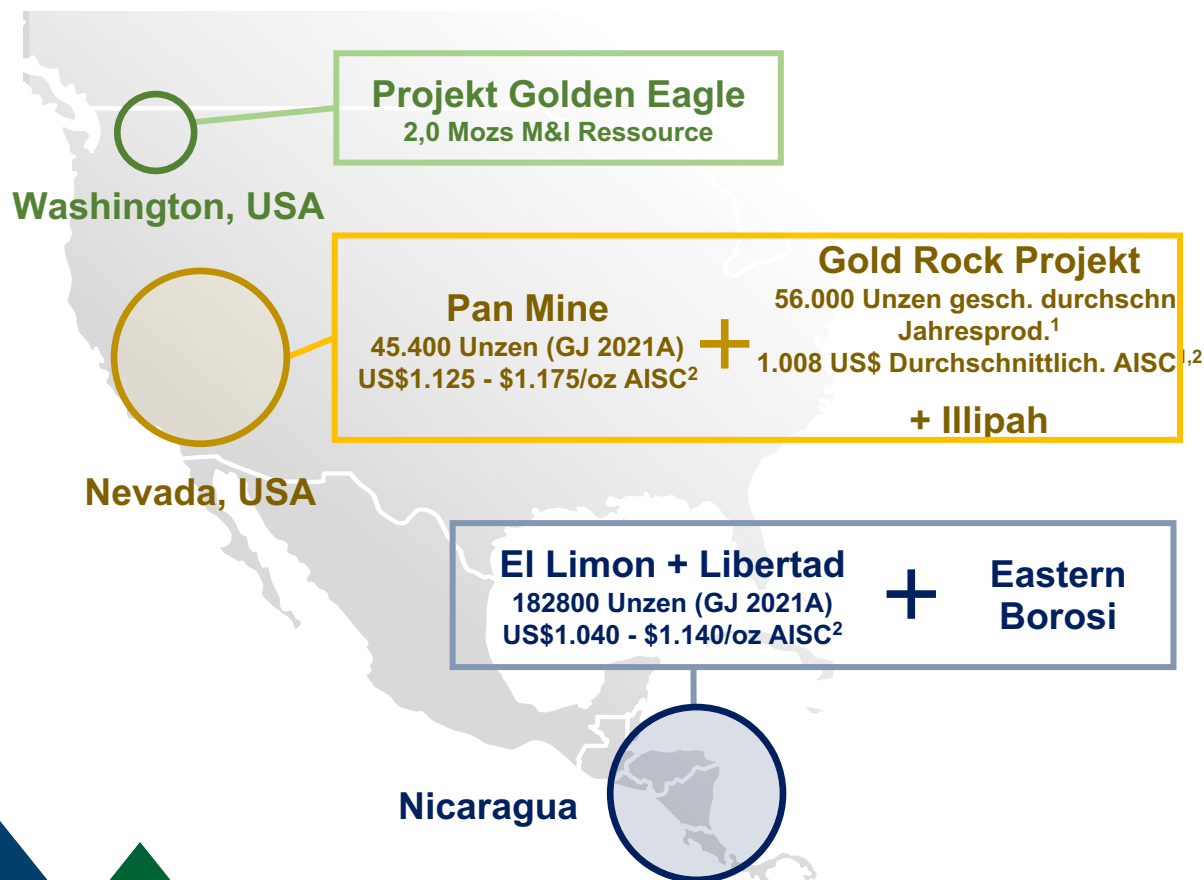 Projekt Golden Eagle
2,0 Mozs M&I Ressource
Washington, USA
Pan Mine
45.400 Unzen (GJ 2021A)
US$1.125 - $1.175/oz AISC²
+
Gold Rock Projekt
56.000 Unzen gesch. durchschn
Jahresprod.¹
1.008 US$ Durchschnittlich. AISC¹,²
+ Illipah
Nevada, USA
El Limon + Libertad
182800 Unzen (GJ 2021A)
US$1.040 - $1.140/oz AISC²
+
Eastern
Borosi
Nicaragua